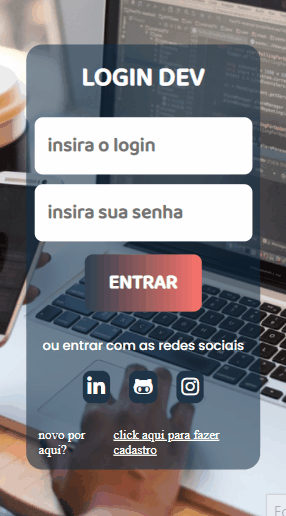 LOGIN DEV
insira o login
insira sua senha
ENTRAR
ou entrar com as redes sociais
in
novo por
aqui?
click aqui para fazer
cadastro